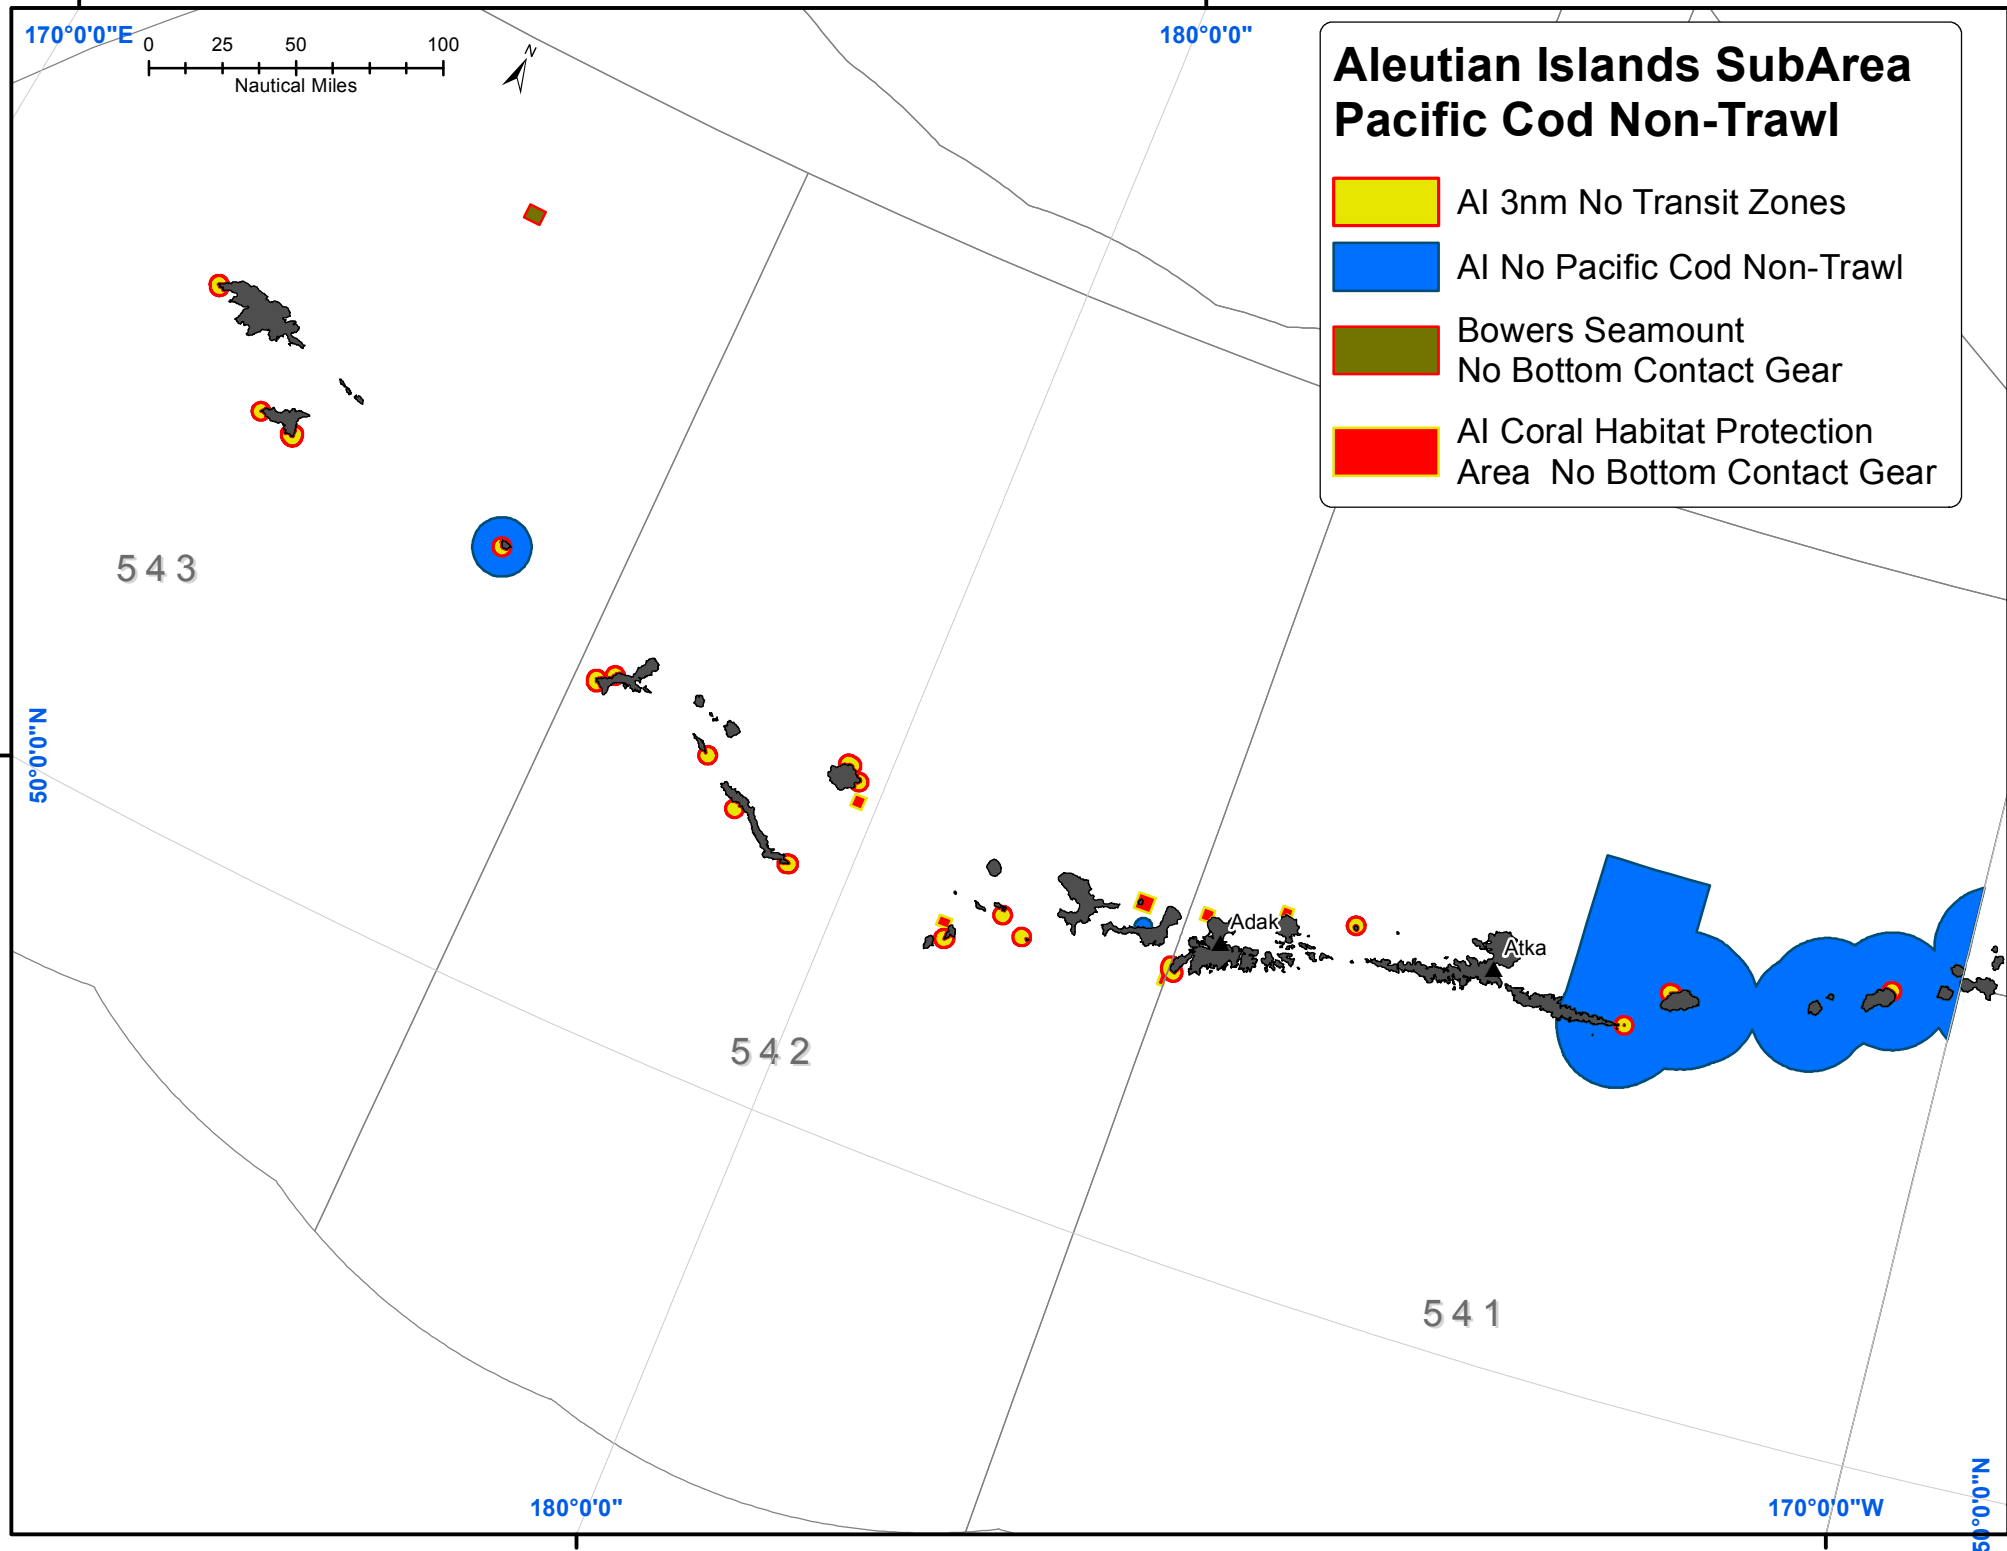 170°0'0"E
180°0'0"
0 25 50 100
Nautical Miles
N
Aleutian Islands SubArea
Pacific Cod Non-Trawl
AI 3nm No Transit Zones
AI No Pacific Cod Non-Trawl
Bowers Seamount
No Bottom Contact Gear
AI Coral Habitat Protection
Area  No Bottom Contact Gear
543
50°0'0"N
Adak
Atka
542
541
180°0'0"
170°0'0"W
50°0'0"N